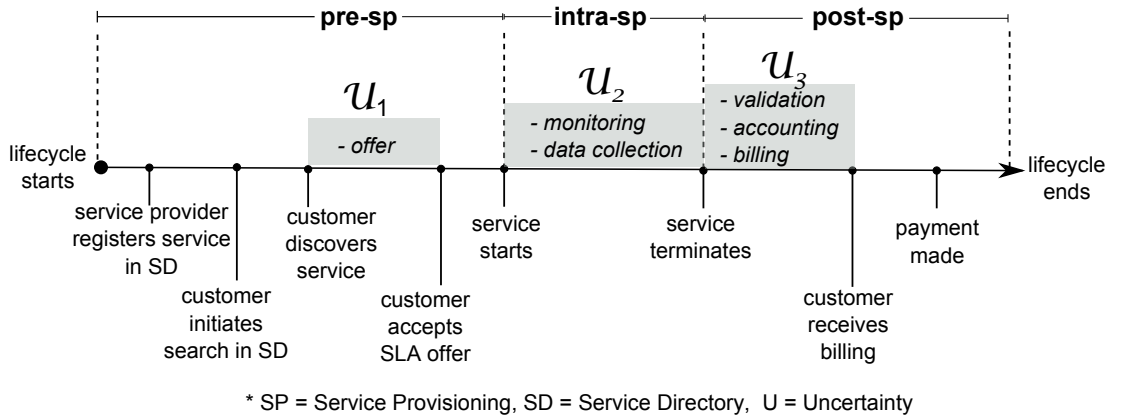 pre-sp intra-sp post-sp
U1
- offer
U2
- monitoring
- data collection
U3
- validation
- accounting
- billing
lifecycle
starts
lifecycle
ends
service provider
registers service
in SD
customer
initiates
search in SD
customer
discovers
service
customer
accepts
SLA offer
service
starts
service
terminates
customer
receives
billing
payment
made
* SP = Service Provisioning, SD = Service Directory, U = Uncertainty